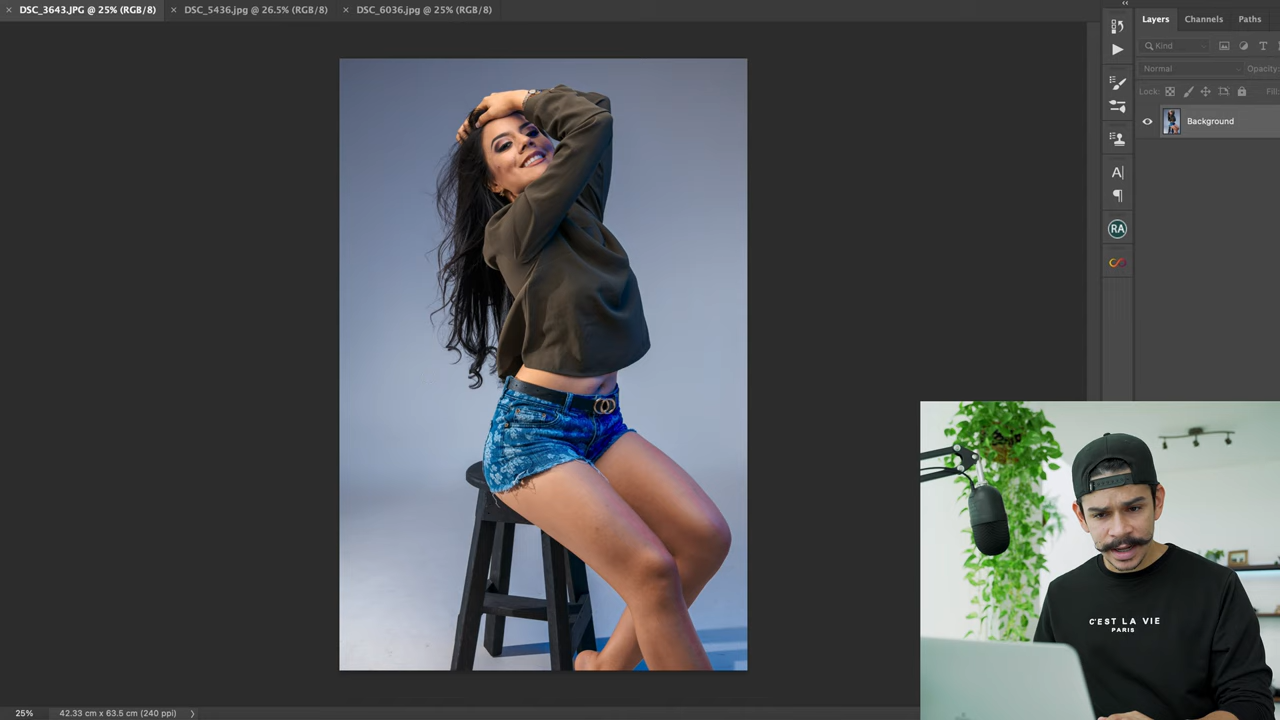 DSC_3643.JPG @ 25% (RGB/8)
DSC_5436.jpg @ 26.5% (RGB/8)
DSC_6036.jpg @ 25% (RGB/8)
Layers Channels Paths
Kind
Normal Opacity:
Lock: Fill:
Background
RA
C'EST LA VIE
PARIS
25% 42.33 cm x 63.5 cm (240 ppi)